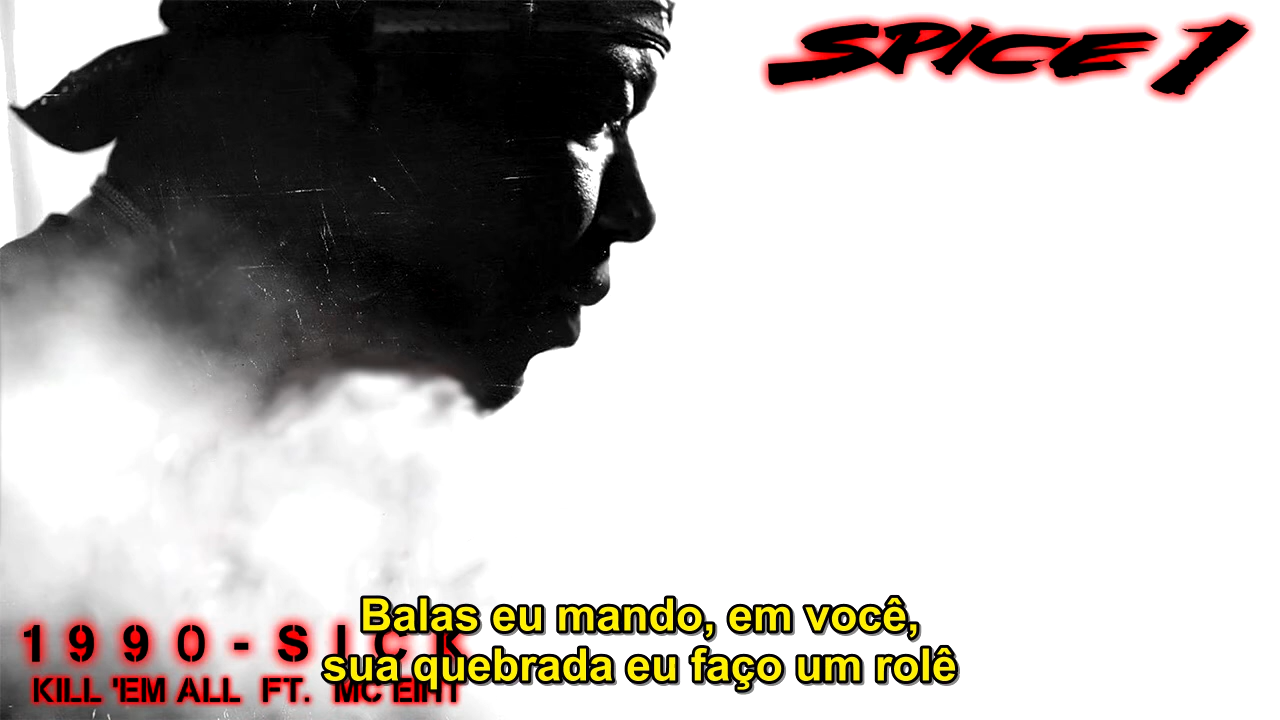 SPICE 1
Balas eu mando, em você,
sua quebrada eu faço um rolê
1990-SICK
KILL 'EM ALL FT. MC EIHT